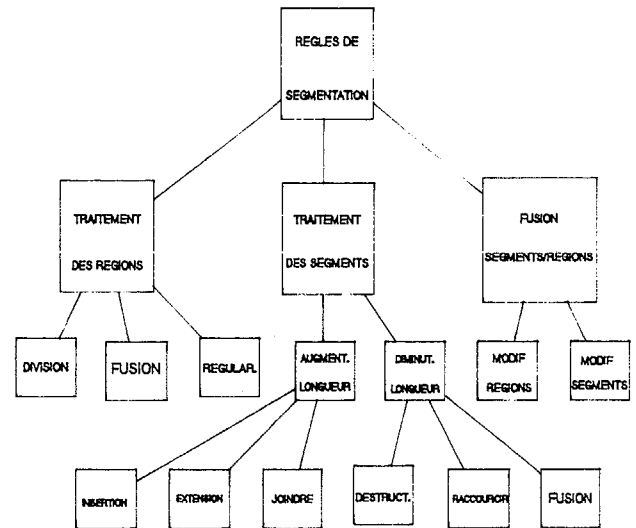 REGLES DE
SEGMENTATION
TRAITEMENT
DES REGIONS
TRAITEMENT
DES SEGMENTS
FUSION
SEGMENTS/REGIONS
DIVISION
FUSION
REGULAR.
AUGMENT.
LONGUEUR
DIMINUT.
LONGUEUR
MODIF
REGIONS
MODIF
SEGMENTS
INSERTION
EXTENSION
JOINDRE
DESTRUCT.
RACCOURCIR
FUSION